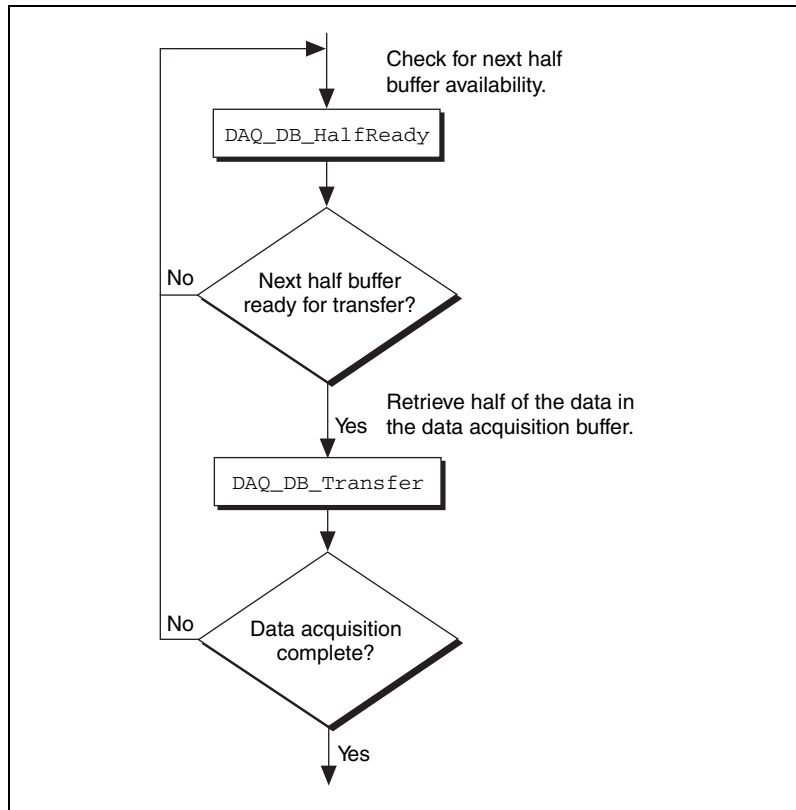 Check for next half
buffer availability.
DAQ_DB_HalfReady
No
Next half buffer
ready for transfer?
Yes
Retrieve half of the data in
the data acquisition buffer.
DAQ_DB_Transfer
No
Data acquisition
complete?
Yes